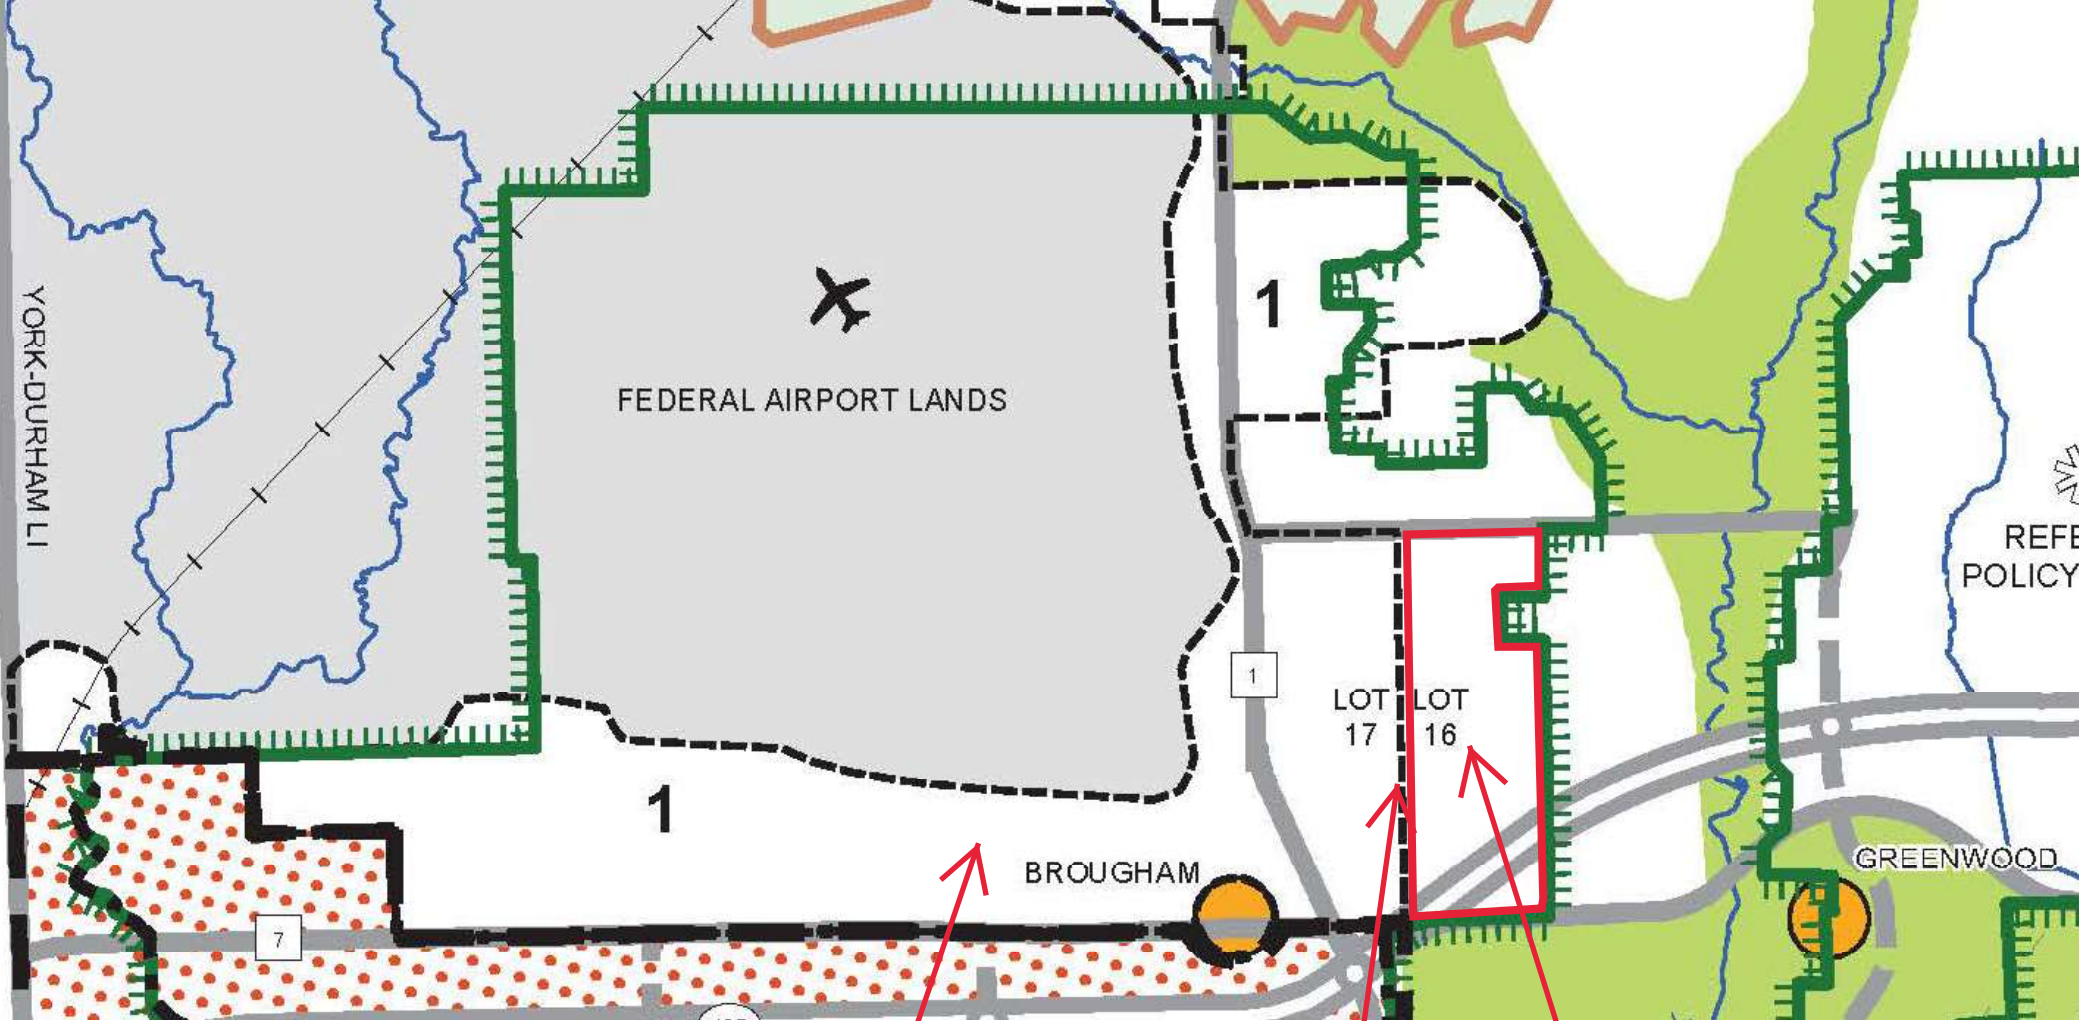 YORK-DURHAM LI
FEDERAL AIRPORT LANDS
1
REFE
POLICY
1
LOT
17
LOT
16
1
BROUGHAM
GREENWOOD
7